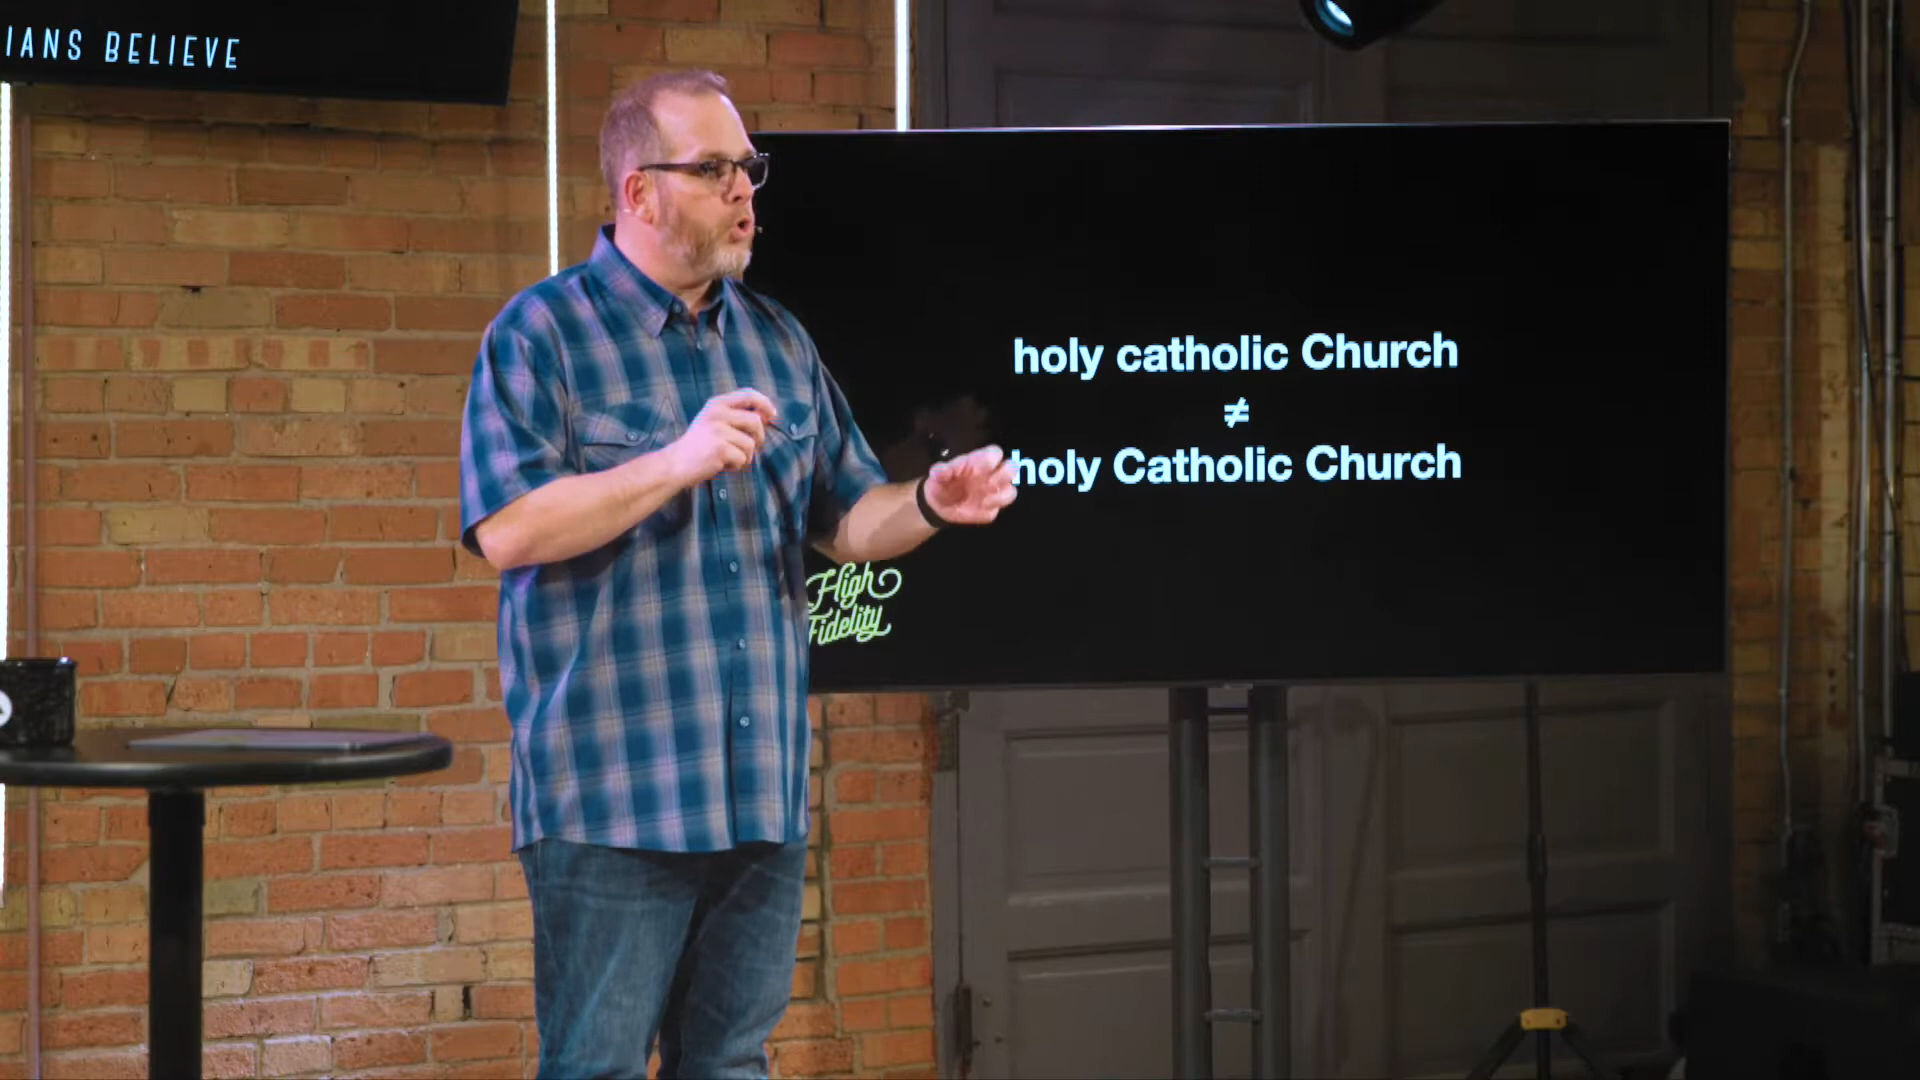 IANS BELIEVE
holy catholic Church
≠
holy Catholic Church
High
Fidelity